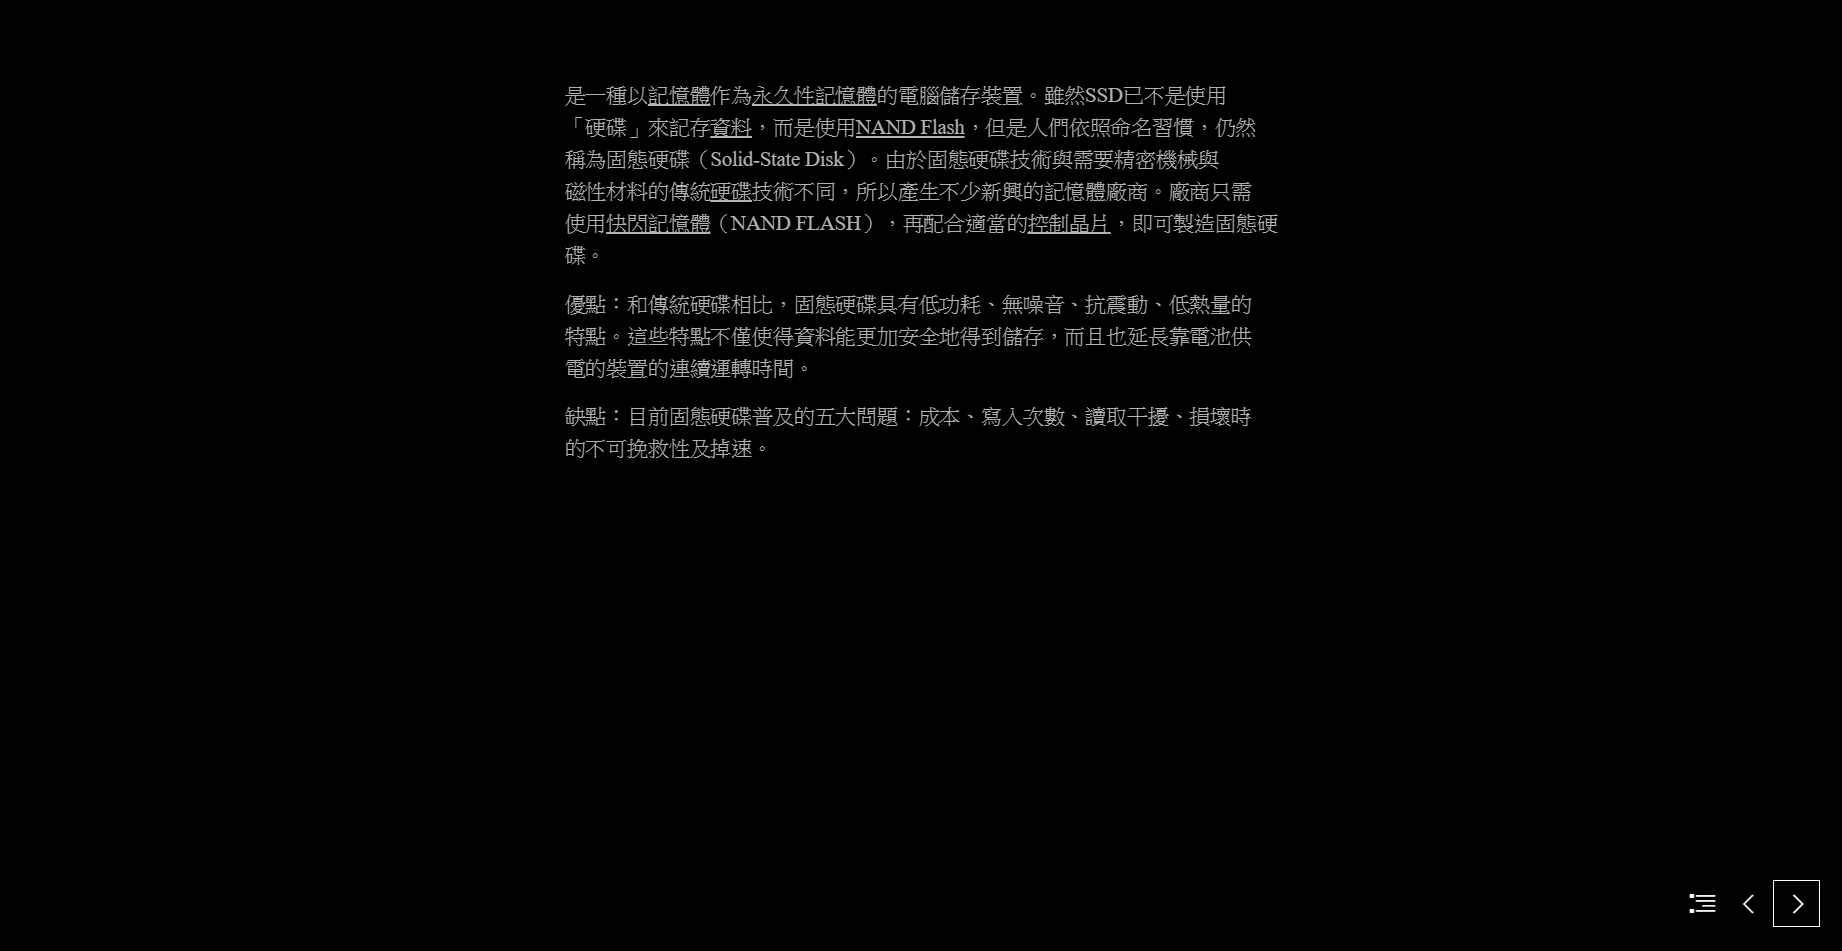 是一種以記憶體作為永久性記憶體的電腦儲存裝置。雖然SSD已不是使用
「硬碟」來記存資料，而是使用NAND Flash，但是人們依照命名習慣，仍然
稱為固態硬碟（Solid-State Disk）。由於固態硬碟技術與需要精密機械與
磁性材料的傳統硬碟技術不同，所以產生不少新興的記憶體廠商。廠商只需
使用快閃記憶體（NAND FLASH），再配合適當的控制晶片，即可製造固態硬
碟。
優點：和傳統硬碟相比，固態硬碟具有低功耗、無噪音、抗震動、低熱量的
特點。這些特點不僅使得資料能更加安全地得到儲存，而且也延長靠電池供
電的裝置的連續運轉時間。
缺點：目前固態硬碟普及的五大問題：成本、寫入次數、讀取干擾、損壞時
的不可挽救性及掉速。